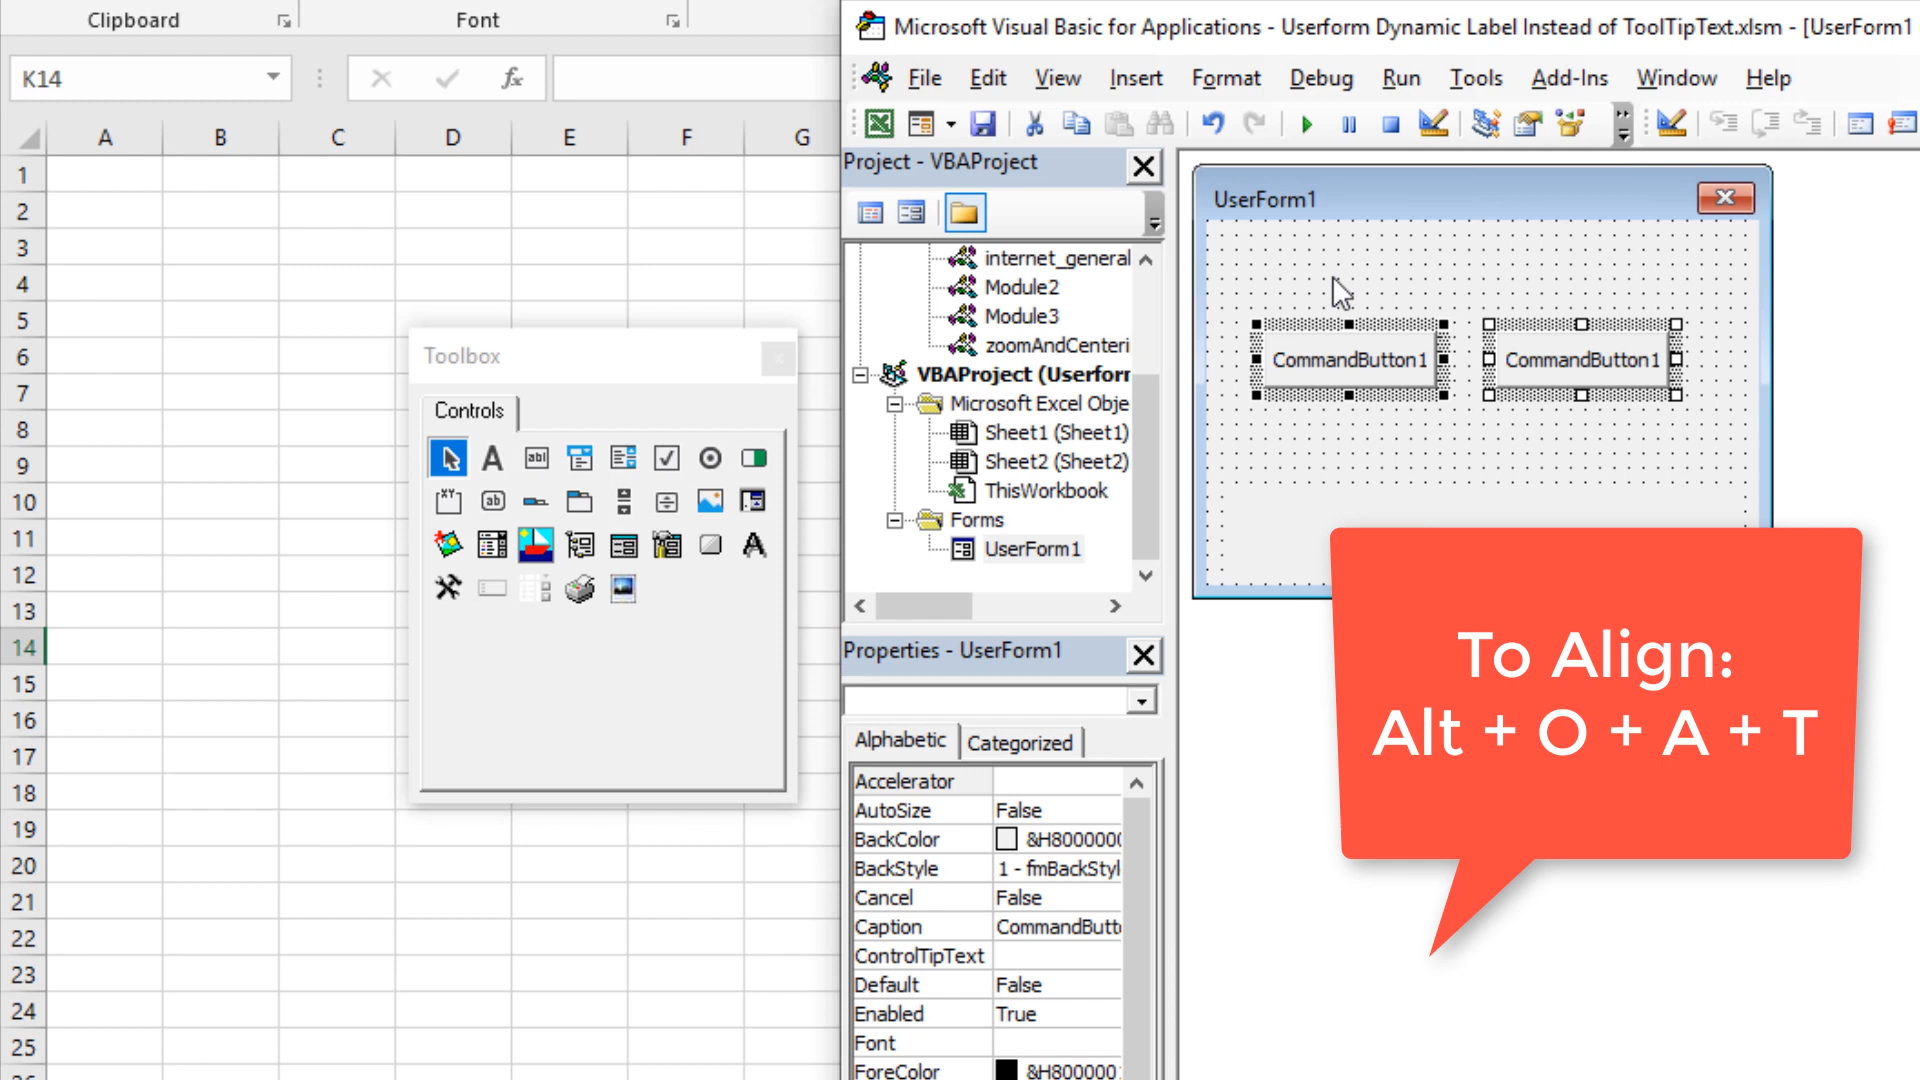 Clipboard
Font
K14
fx
A B C D E F G
1
2
3
4
5
6
7
8
9
10
11
12
13
14
15
16
17
18
19
20
21
22
23
24
25
Toolbox
Controls
Microsoft Visual Basic for Applications - Userform Dynamic Label Instead of ToolTipText.xlsm - [UserForm1
File Edit View Insert Format Debug Run Tools Add-Ins Window Help
Project - VBAProject
internet_general
Module2
Module3
zoomAndCenteri
VBAProject (Userforr
Microsoft Excel Obje
Sheet1 (Sheet1)
Sheet2 (Sheet2)
ThisWorkbook
Forms
UserForm1
Properties - UserForm1
Alphabetic Categorized
Accelerator
AutoSize False
BackColor &H8000000
BackStyle 1 - fmBackStyl
Cancel False
Caption CommandButto
ControlTipText
Default False
Enabled True
Font
ForeColor &H8000001
UserForm1
CommandButton1 CommandButton1
To Align:
Alt + O + A + T